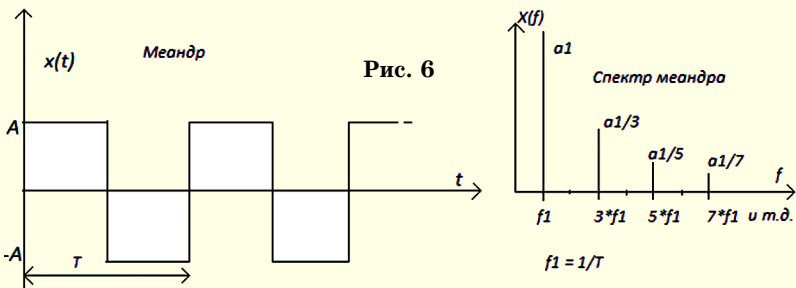 x(t)
Меандр
Рис. 6
A
t
-A
T
X(f)
a1
Спектр меандра
a1/3
a1/5
a1/7
f
f1
3*f1
5*f1
7*f1
и т.д.
f1 = 1/T